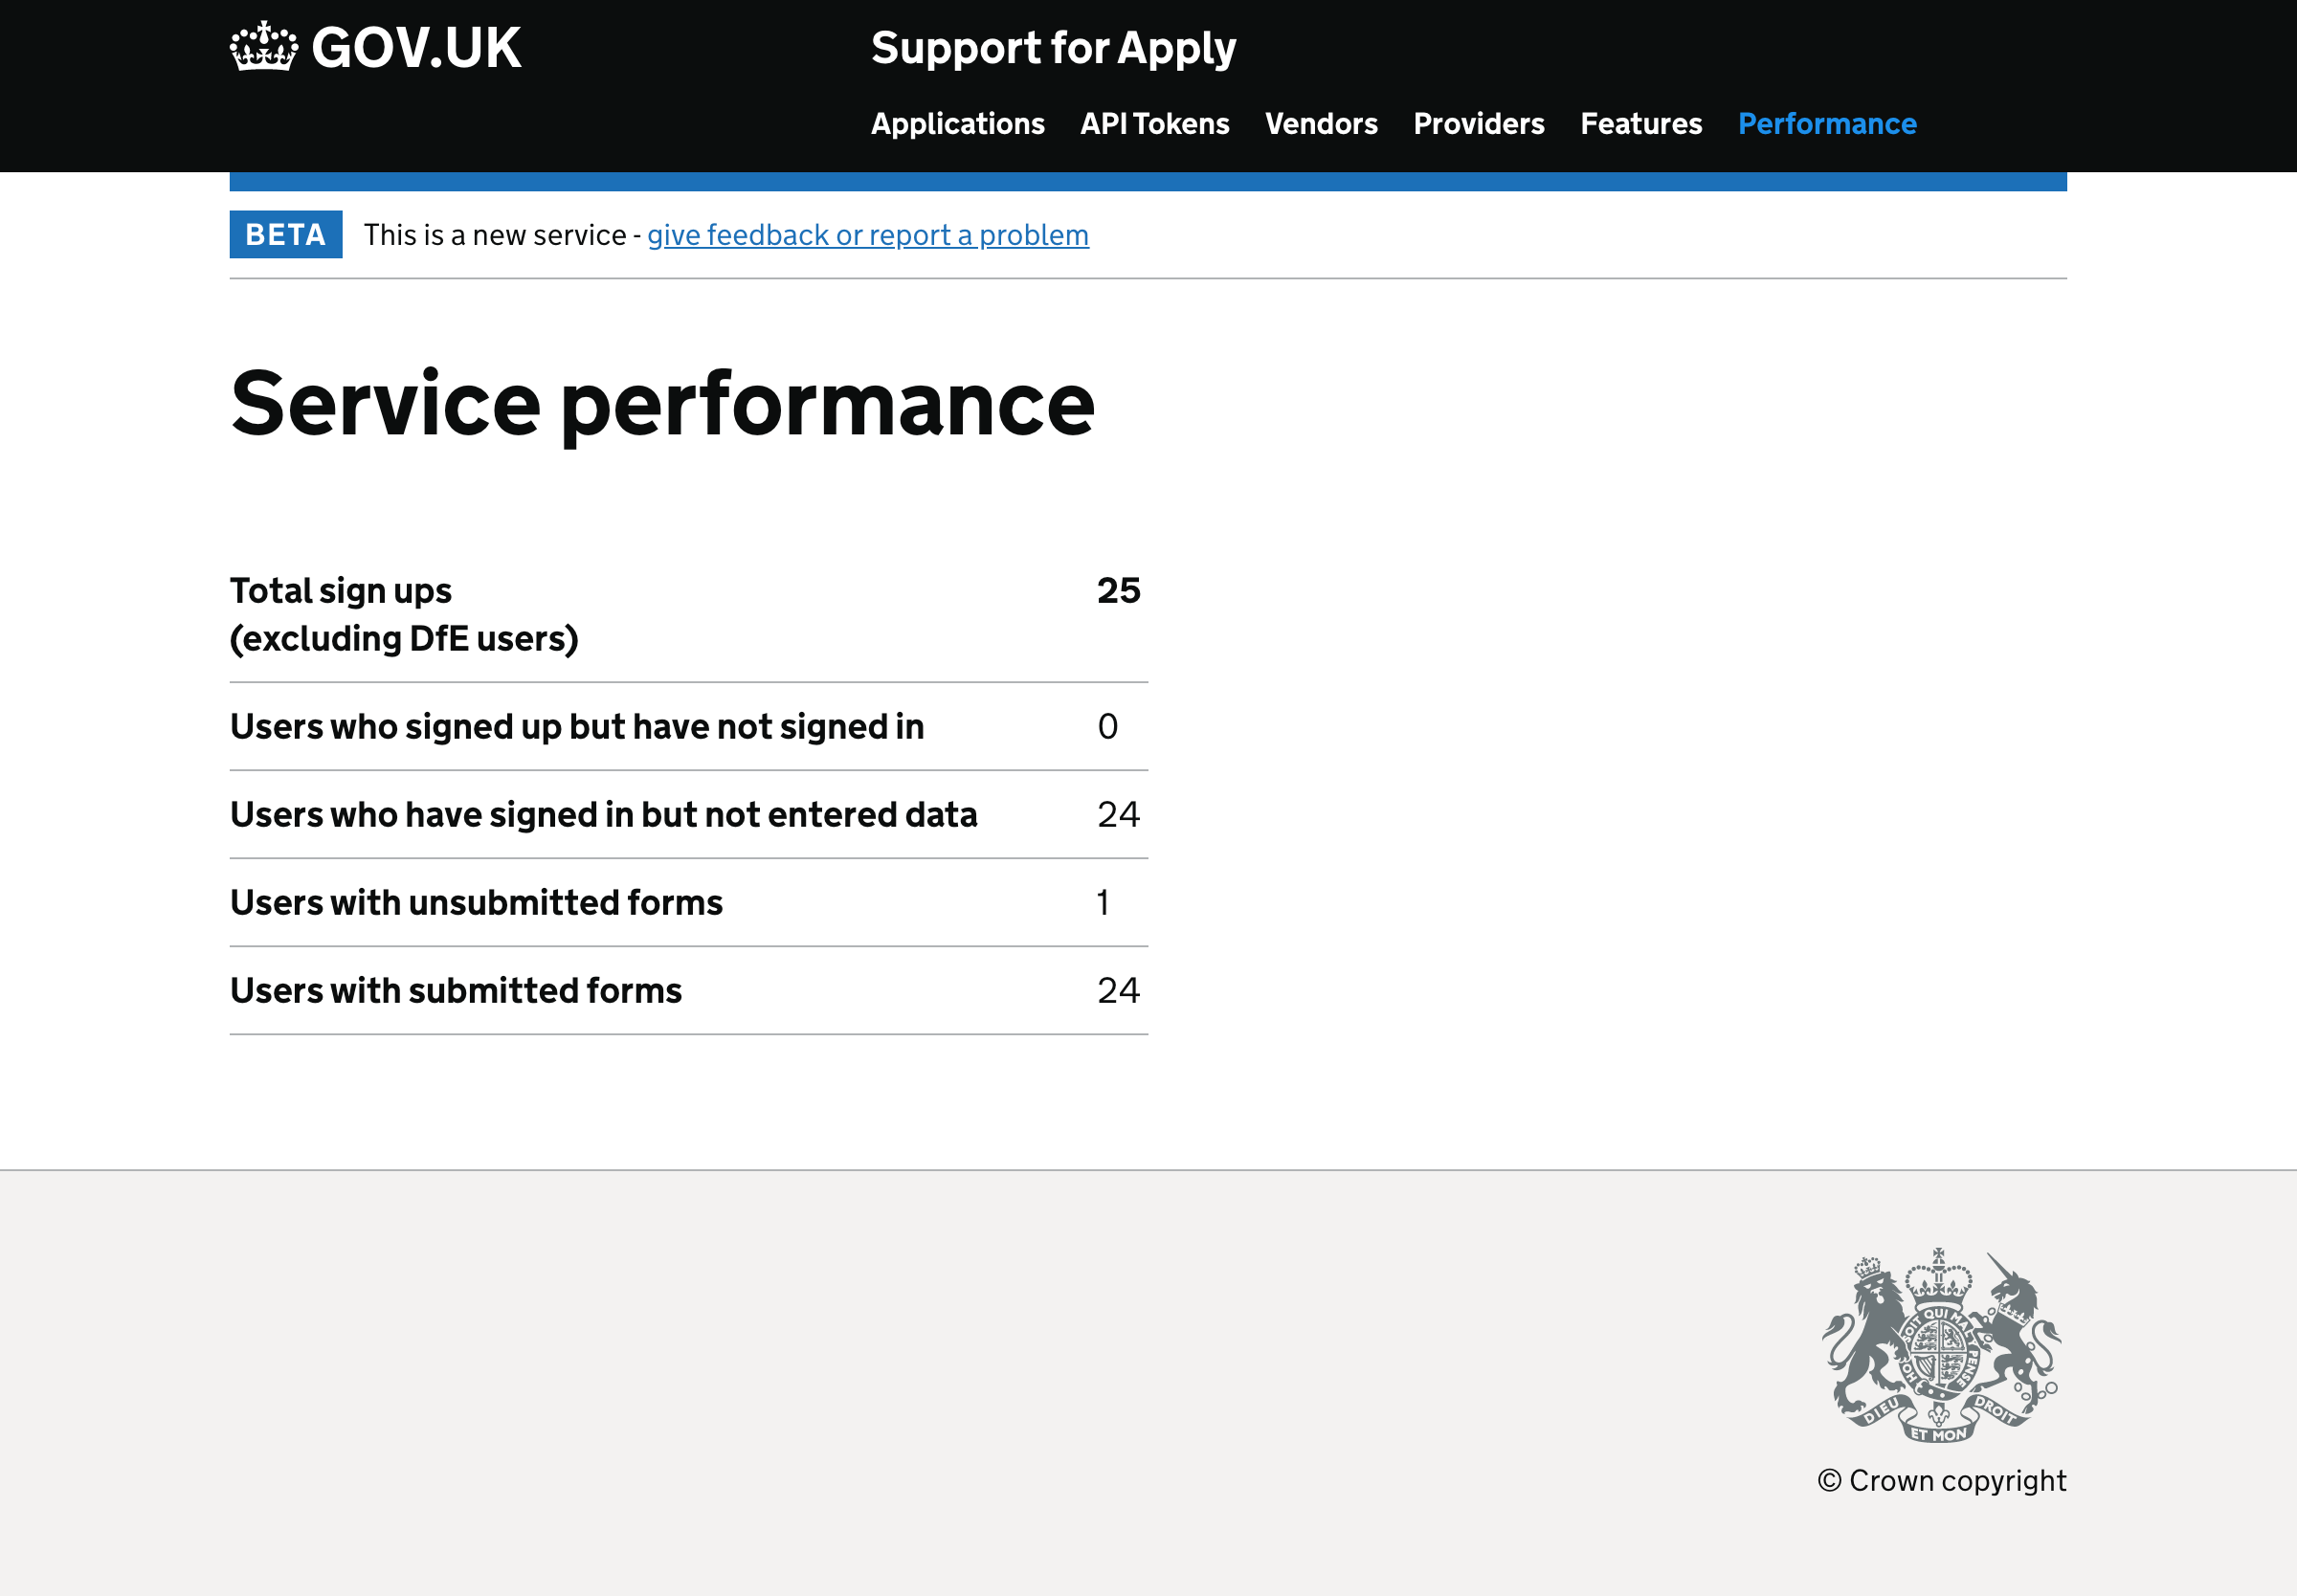 GOV.UK
Support for Apply
Applications API Tokens Vendors Providers Features Performance
BETA This is a new service - give feedback or report a problem
Service performance
Total sign ups 25
(excluding DfE users)
Users who signed up but have not signed in 0
Users who have signed in but not entered data 24
Users with unsubmitted forms 1
Users with submitted forms 24
SOIT QUI MAL Y PENSE
HO
DIEU ET MON DROIT
© Crown copyright